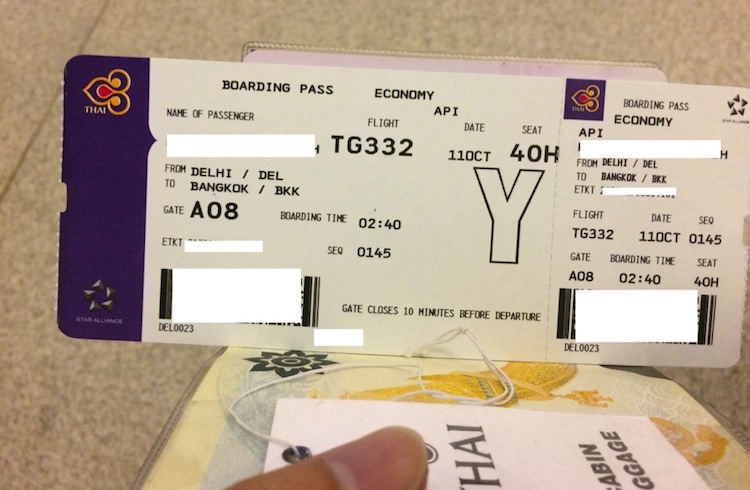 THAI
STAR ALLIANCE
BOARDING PASS ECONOMY
API
NAME OF PASSENGER
FLIGHT DATE SEAT
H TG332 11OCT 40H
FROM DELHI / DEL
TO BANGKOK / BKK
Y
GATE A08 BOARDING TIME 02:40
ETKT
SEQ 0145
GATE CLOSES 10 MINUTES BEFORE DEPARTURE
DEL0023
THAI
BOARDING PASS
STAR ALLIANCE
ECONOMY
API
H
FROM DELHI / DEL
TO BANGKOK / BKK
ETKT
FLIGHT DATE SEQ
TG332 11OCT 0145
GATE BOARDING TIME SEAT
A08 02:40 40H
DEL0023
THAI